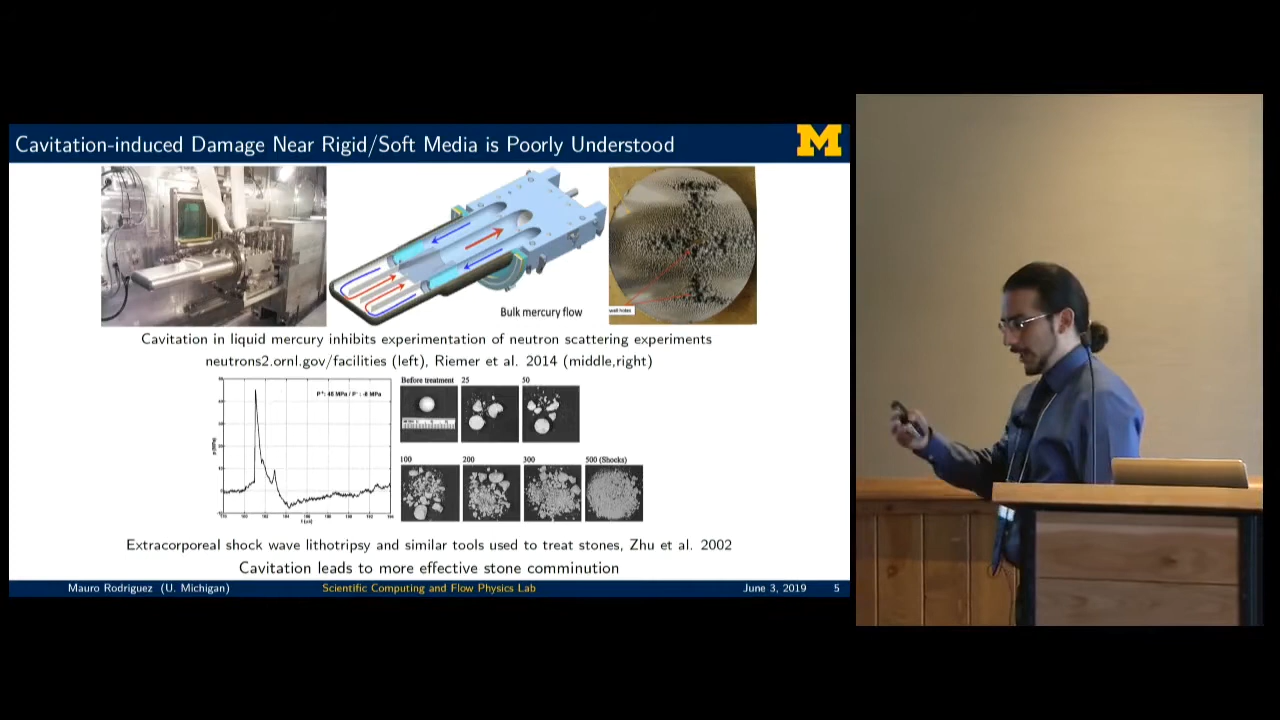 Cavitation-induced Damage Near Rigid/Soft Media is Poorly Understood
M
Bulk mercury flow
Cavitation in liquid mercury inhibits experimentation of neutron scattering experiments
neutrons2.ornl.gov/facilities (left), Riemer et al. 2014 (middle,right)
Before treatment 25 50
100 200 300 500 (Shocks)
Extracorporeal shock wave lithotripsy and similar tools used to treat stones, Zhu et al. 2002
Cavitation leads to more effective stone comminution
Mauro Rodriguez (U. Michigan) Scientific Computing and Flow Physics Lab June 3, 2019 5